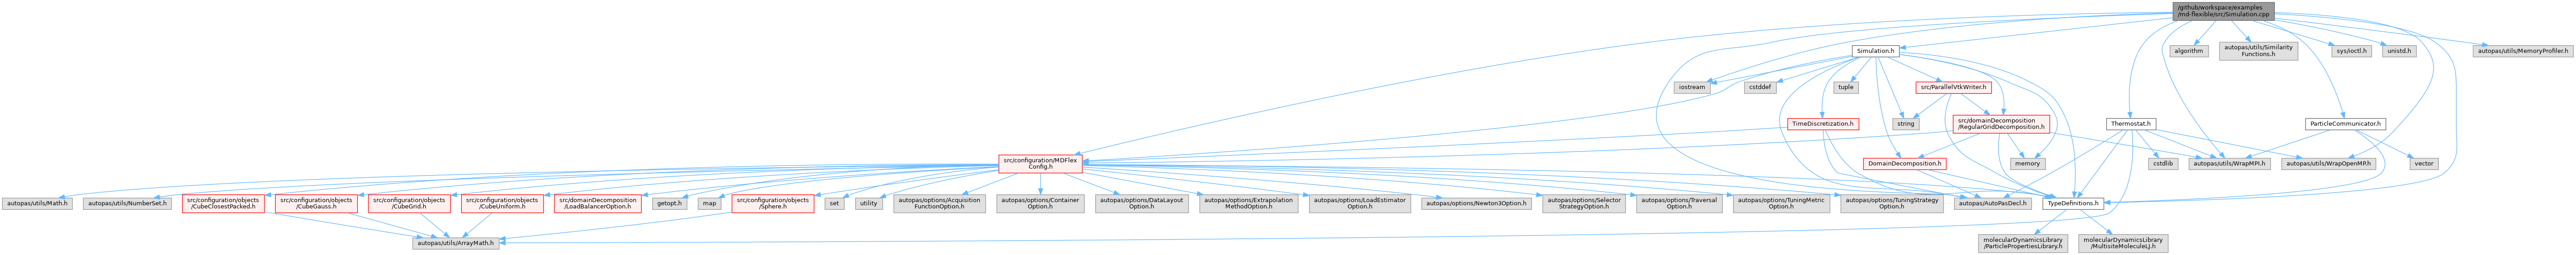 /github/workspace/examples
/md-flexible/src/Simulation.cpp
Simulation.h
algorithm
autopas/utils/Similarity
Functions.h
sys/ioctl.h
unistd.h
autopas/utils/MemoryProfiler.h
iostream
cstddef
tuple
src/ParallelVtkWriter.h
TimeDiscretization.h
string
src/domainDecomposition
/RegularGridDecomposition.h
Thermostat.h
ParticleCommunicator.h
src/configuration/MDFlex
Config.h
DomainDecomposition.h
memory
cstdlib
autopas/utils/WrapMPI.h
autopas/utils/WrapOpenMP.h
vector
autopas/utils/Math.h
autopas/utils/NumberSet.h
src/configuration/objects
/CubeClosestPacked.h
src/configuration/objects
/CubeGauss.h
src/configuration/objects
/CubeGrid.h
src/configuration/objects
/CubeUniform.h
src/domainDecomposition
/LoadBalancerOption.h
getopt.h
map
src/configuration/objects
/Sphere.h
set
utility
autopas/options/Acquisition
FunctionOption.h
autopas/options/Container
Option.h
autopas/options/DataLayout
Option.h
autopas/options/Extrapolation
MethodOption.h
autopas/options/LoadEstimator
Option.h
autopas/options/Newton3Option.h
autopas/options/Selector
StrategyOption.h
autopas/options/Traversal
Option.h
autopas/options/TuningMetric
Option.h
autopas/options/TuningStrategy
Option.h
autopas/AutoPasDecl.h
TypeDefinitions.h
autopas/utils/ArrayMath.h
molecularDynamicsLibrary
/ParticlePropertiesLibrary.h
molecularDynamicsLibrary
/MultisiteMoleculeLJ.h